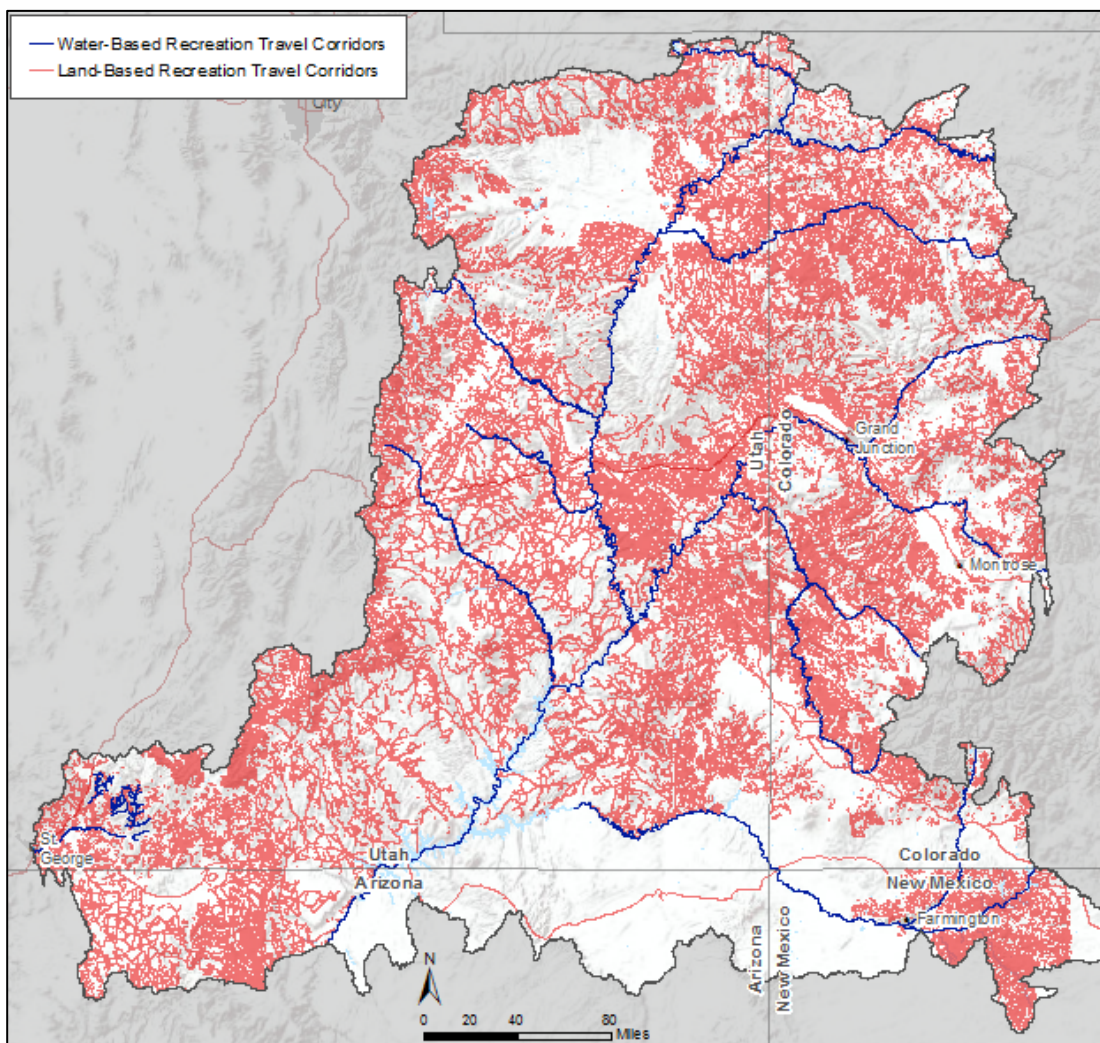 Water-Based Recreation Travel Corridors
Land-Based Recreation Travel Corridors
City
Utah
Colorado
Grand
Junction
Montrose
St.
George
Utah
Arizona
Colorado
New Mexico
Farmington
Arizona
New Mexico
N
0 20 40 80
Miles